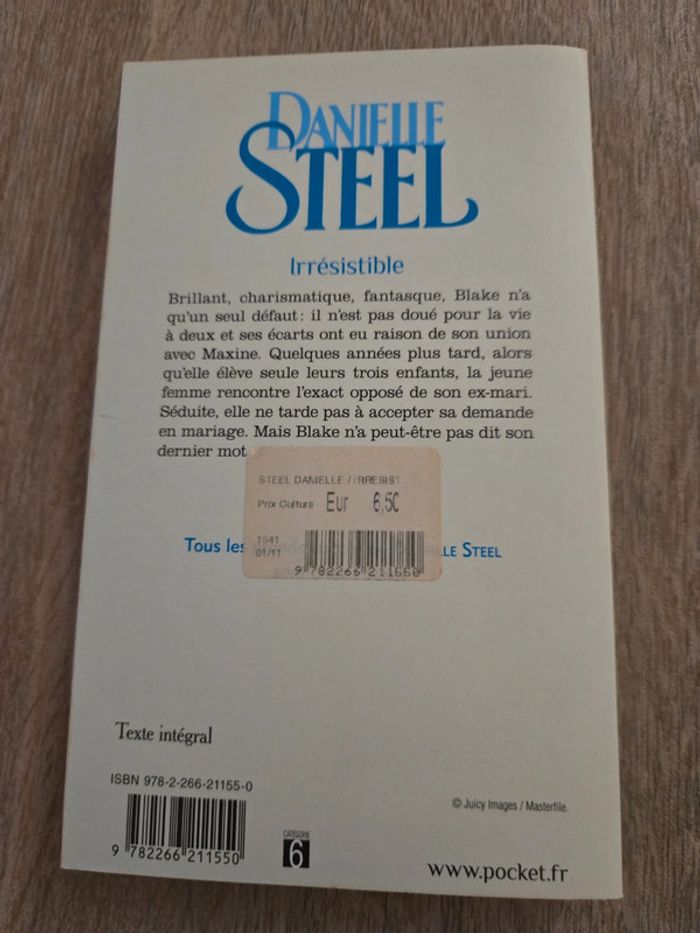 DANIELLE
STEEL
Irrésistible
Brillant, charismatique, fantasque, Blake n'a
qu'un seul défaut : il n'est pas doué pour la vie
à deux et ses écarts ont eu raison de son union
avec Maxine. Quelques années plus tard, alors
qu'elle élève seule leurs trois enfants, la jeune
femme rencontre l'exact opposé de son ex-mari.
Séduite, elle ne tarde pas à accepter sa demande
en mariage. Mais Blake n'a peut-être pas dit son
dernier mot
STEEL DANIELLE / IRRESIST
Prix Cultura Eur 6,50
1541
01/11
9 782266 211550
Tous les LLE STEEL
Texte intégral
ISBN 978-2-266-21155-0
9 782266 211550
CATÉGORIE
6
© Juicy Images / Masterfile.
www.pocket.fr